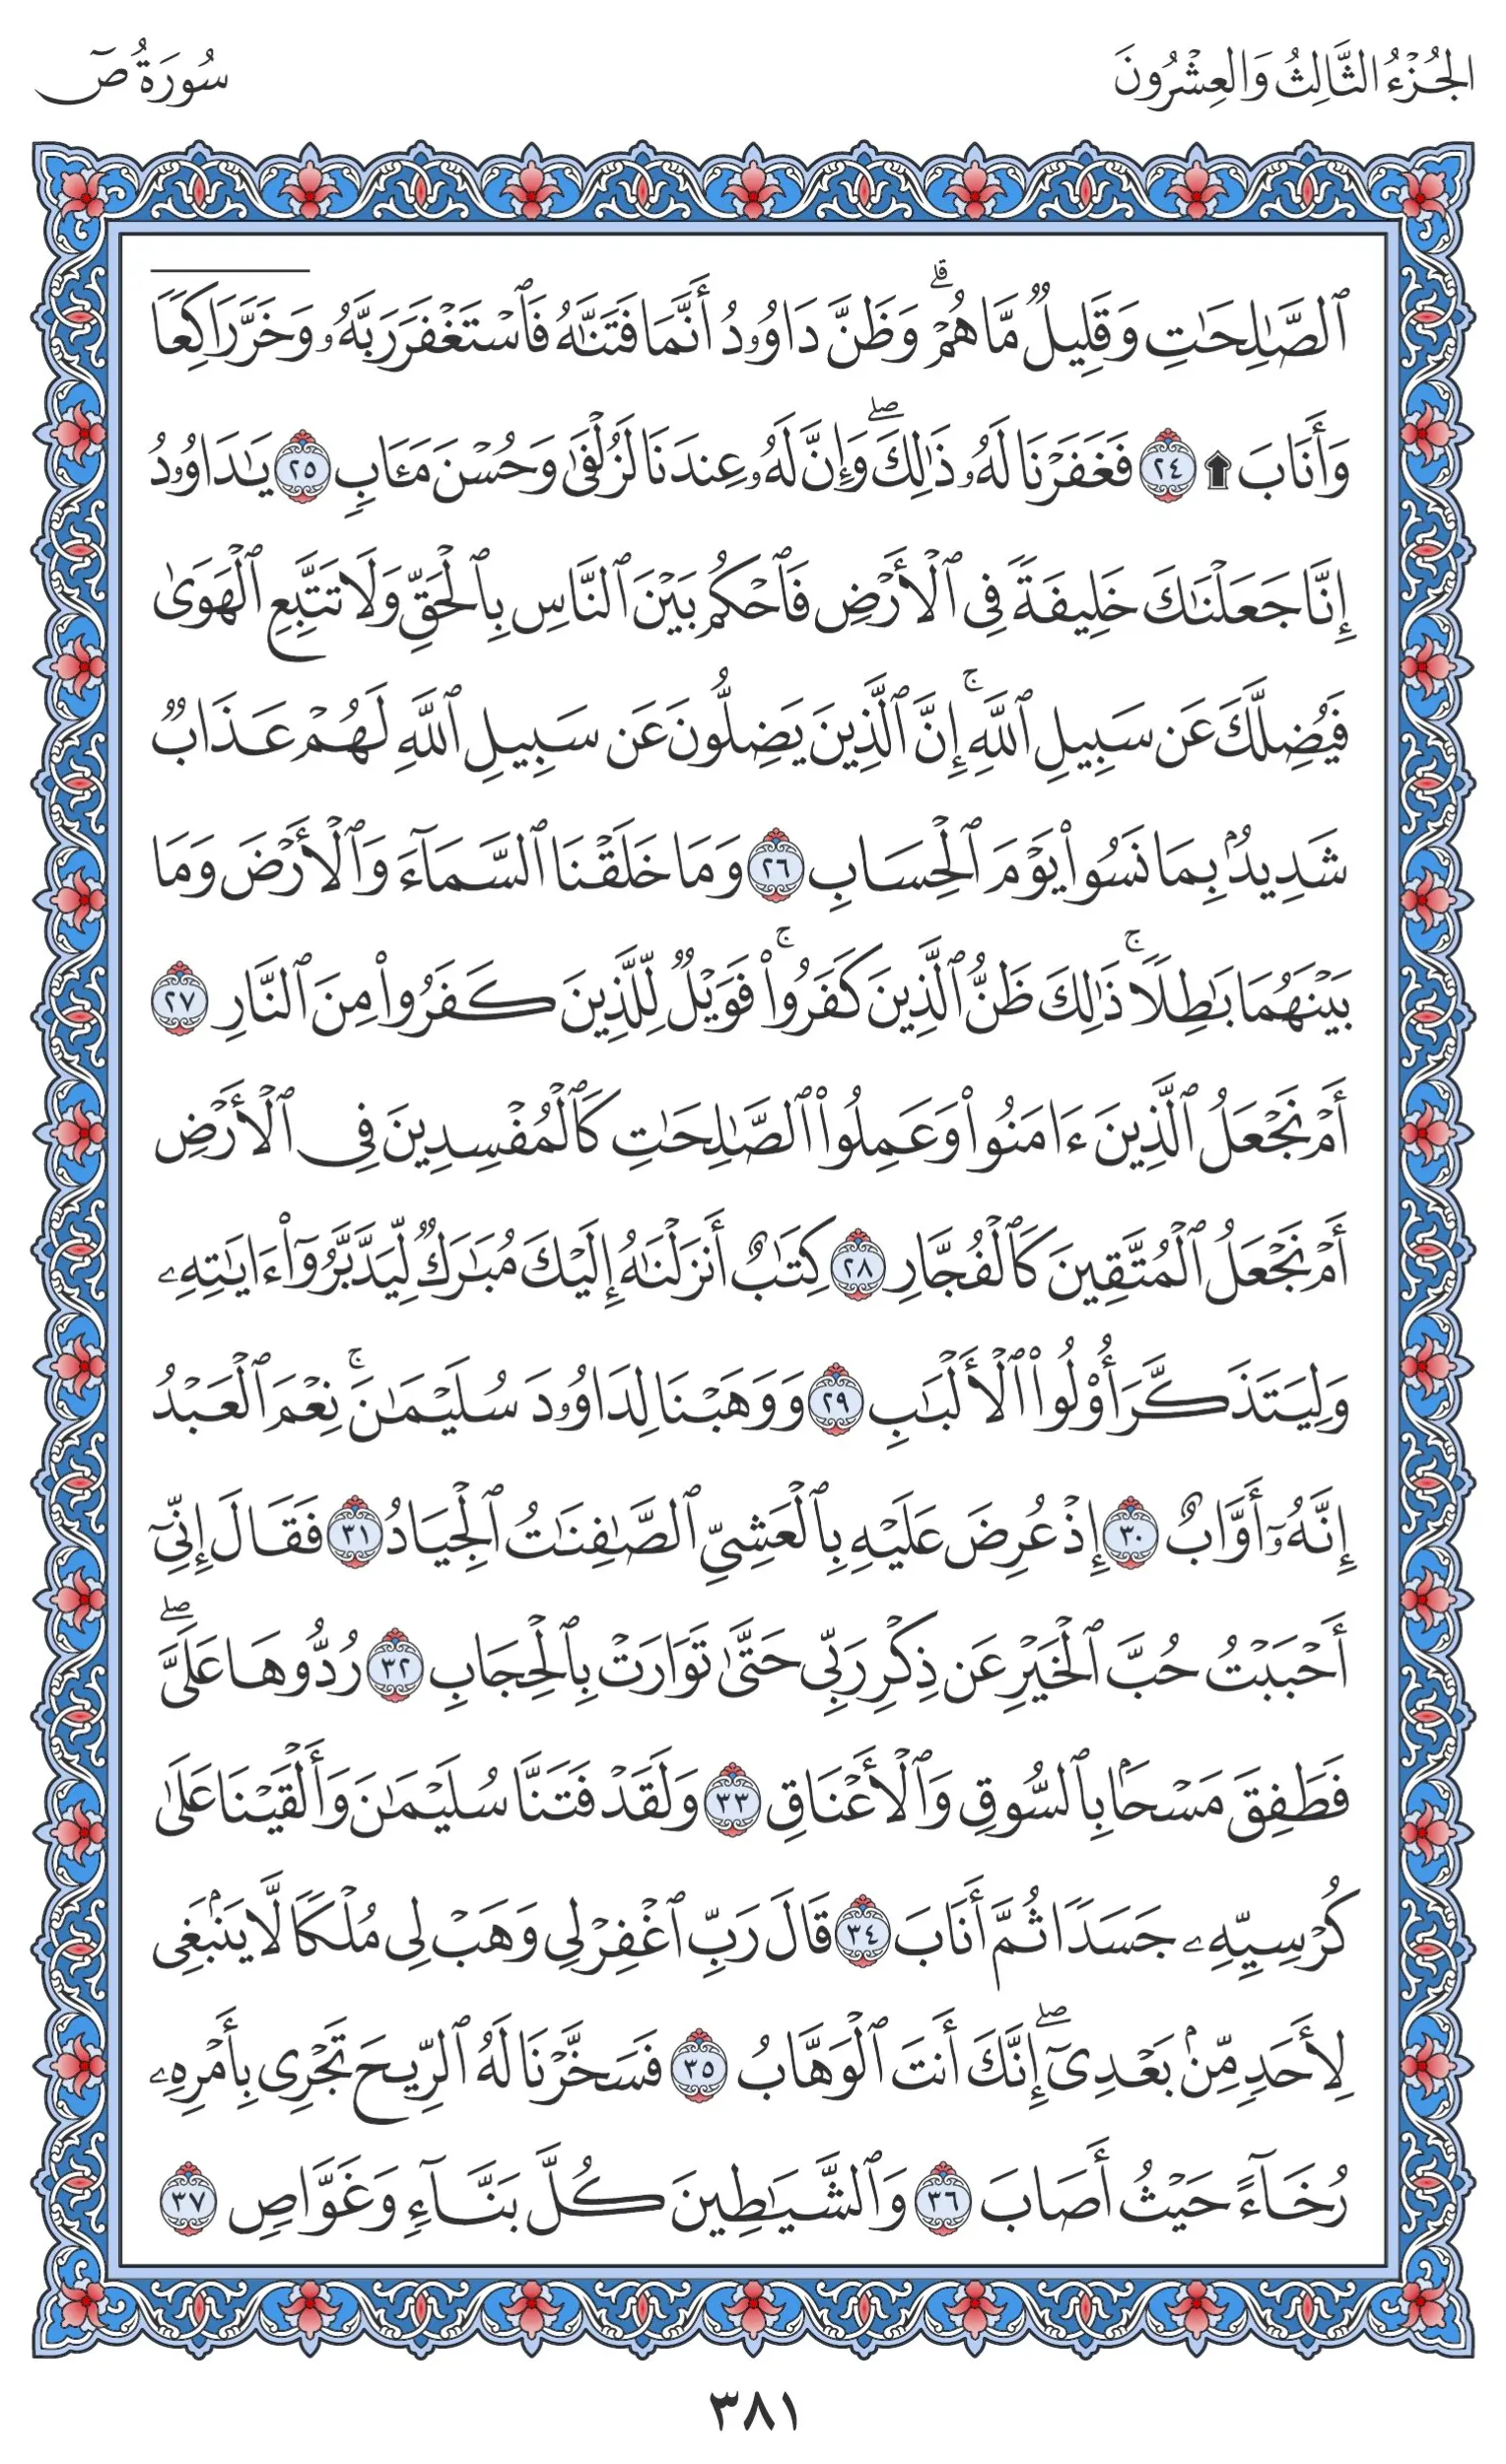 الجُزْءُ الثَّالِثُ وَالعِشْرُونَ
سُورَةُ صٓ
ٱلصَّٰلِحَٰتِ وَقَلِيلٞ مَّا هُمۡۗ وَظَنَّ دَاوُۥدُ أَنَّمَا فَتَنَّٰهُ فَٱسۡتَغۡفَرَ رَبَّهُۥ وَخَرَّۤ رَاكِعٗاۤ
وَأَنَابَ۩ ٢٤ فَغَفَرۡنَا لَهُۥ ذَٰلِكَۖ وَإِنَّ لَهُۥ عِندَنَا لَزُلۡفَىٰ وَحُسۡنَ مَـَٔابٖ ٢٥ يَٰدَاوُۥدُ
إِنَّا جَعَلۡنَٰكَ خَلِيفَةٗ فِي ٱلۡأَرۡضِ فَٱحۡكُم بَيۡنَ ٱلنَّاسِ بِٱلۡحَقِّ وَلَا تَتَّبِعِ ٱلۡهَوَىٰ
فَيُضِلَّكَ عَن سَبِيلِ ٱللَّهِۚ إِنَّ ٱلَّذِينَ يَضِلُّونَ عَن سَبِيلِ ٱللَّهِ لَهُمۡ عَذَابٞ
شَدِيدُۢ بِمَا نَسُواْ يَوۡمَ ٱلۡحِسَابِ ٢٦ وَمَا خَلَقۡنَا ٱلسَّمَآءَ وَٱلۡأَرۡضَ وَمَا
بَيۡنَهُمَا بَٰطِلٗاۚ ذَٰلِكَ ظَنُّ ٱلَّذِينَ كَفَرُواْۚ فَوَيۡلٞ لِّلَّذِينَ كَفَرُواْ مِنَ ٱلنَّارِ ٢٧
أَمۡ نَجۡعَلُ ٱلَّذِينَ ءَامَنُواْ وَعَمِلُواْ ٱلصَّٰلِحَٰتِ كَٱلۡمُفۡسِدِينَ فِي ٱلۡأَرۡضِ
أَمۡ نَجۡعَلُ ٱلۡمُتَّقِينَ كَٱلۡفُجَّارِ ٢٨ كِتَٰبٌ أَنزَلۡنَٰهُ إِلَيۡكَ مُبَٰرَكٞ لِّيَدَّبَّرُوٓاْ ءَايَٰتِهِۦ
وَلِيَتَذَكَّرَ أُوْلُواْ ٱلۡأَلۡبَٰبِ ٢٩ وَوَهَبۡنَا لِدَاوُۥدَ سُلَيۡمَٰنَۚ نِعۡمَ ٱلۡعَبۡدُ
إِنَّهُۥٓ أَوَّابٌ ٣٠ إِذۡ عُرِضَ عَلَيۡهِ بِٱلۡعَشِيِّ ٱلصَّٰفِنَٰتُ ٱلۡجِيَادُ ٣١ فَقَالَ إِنِّيٓ
أَحۡبَبۡتُ حُبَّ ٱلۡخَيۡرِ عَن ذِكۡرِ رَبِّي حَتَّىٰ تَوَارَتۡ بِٱلۡحِجَابِ ٣٢ رُدُّوهَا عَلَيَّۖ
فَطَفِقَ مَسۡحَۢا بِٱلسُّوقِ وَٱلۡأَعۡنَاقِ ٣٣ وَلَقَدۡ فَتَنَّا سُلَيۡمَٰنَ وَأَلۡقَيۡنَا عَلَىٰ
كُرۡسِيِّهِۦ جَسَدٗا ثُمَّ أَنَابَ ٣٤ قَالَ رَبِّ ٱغۡفِرۡ لِي وَهَبۡ لِي مُلۡكٗا لَّا يَنۢبَغِي
لِأَحَدٖ مِّنۢ بَعۡدِيٓۖ إِنَّكَ أَنتَ ٱلۡوَهَّابُ ٣٥ فَسَخَّرۡنَا لَهُ ٱلرِّيحَ تَجۡرِي بِأَمۡرِهِۦ
رُخَآءً حَيۡثُ أَصَابَ ٣٦ وَٱلشَّيَٰطِينَ كُلَّ بَنَّآءٖ وَغَوَّاصٖ ٣٧
٣٨١